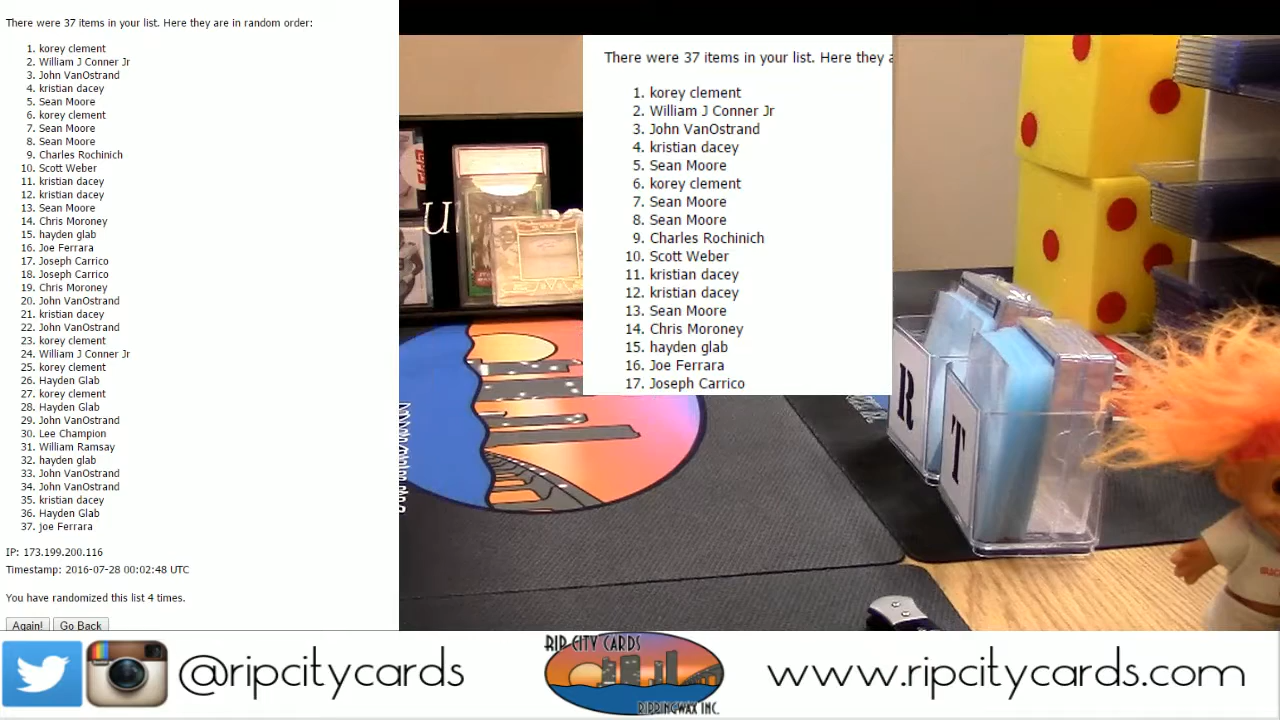 There were 37 items in your list. Here they are in random order:
1. korey clement
2. William J Conner Jr
3. John VanOstrand
4. kristian dacey
5. Sean Moore
6. korey clement
7. Sean Moore
8. Sean Moore
9. Charles Rochinich
10. Scott Weber
11. kristian dacey
12. kristian dacey
13. Sean Moore
14. Chris Moroney
15. hayden glab
16. Joe Ferrara
17. Joseph Carrico
18. Joseph Carrico
19. Chris Moroney
20. John VanOstrand
21. kristian dacey
22. John VanOstrand
23. korey clement
24. William J Conner Jr
25. korey clement
26. Hayden Glab
27. korey clement
28. Hayden Glab
29. John VanOstrand
30. Lee Champion
31. William Ramsay
32. hayden glab
33. John VanOstrand
34. John VanOstrand
35. kristian dacey
36. Hayden Glab
37. joe Ferrara
IP: 173.199.200.116
Timestamp: 2016-07-28 00:02:48 UTC
You have randomized this list 4 times.
Again! Go Back
There were 37 items in your list. Here they a
1. korey clement
2. William J Conner Jr
3. John VanOstrand
4. kristian dacey
5. Sean Moore
6. korey clement
7. Sean Moore
8. Sean Moore
9. Charles Rochinich
10. Scott Weber
11. kristian dacey
12. kristian dacey
13. Sean Moore
14. Chris Moroney
15. hayden glab
16. Joe Ferrara
17. Joseph Carrico
R
T
@ripcitycards
RIP CITY CARDS
RIPPINGWAX INC.
www.ripcitycards.com